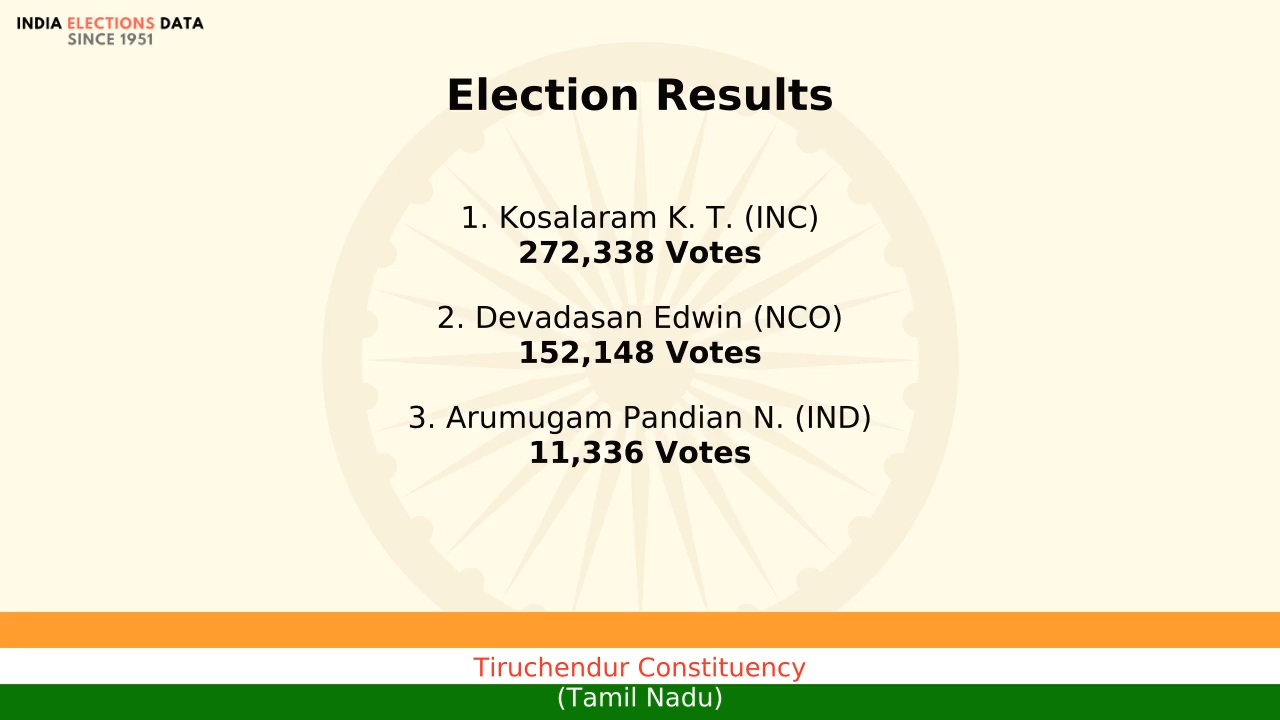 INDIA ELECTIONS DATA
SINCE 1951
Election Results
1. Kosalaram K. T. (INC)
272,338 Votes
2. Devadasan Edwin (NCO)
152,148 Votes
3. Arumugam Pandian N. (IND)
11,336 Votes
Tiruchendur Constituency
(Tamil Nadu)